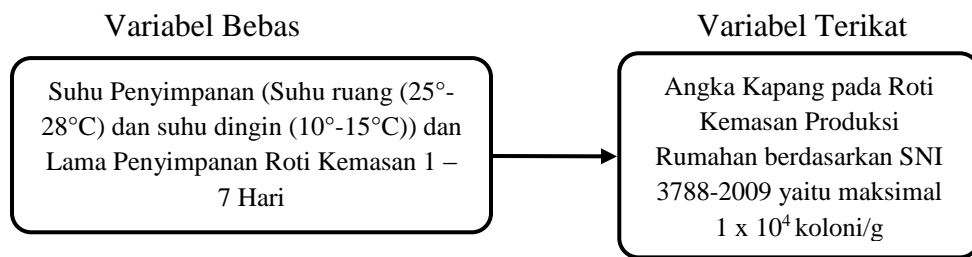 Variabel Bebas
Suhu Penyimpanan (Suhu ruang (25°-
28°C) dan suhu dingin (10°-15°C)) dan
Lama Penyimpanan Roti Kemasan 1 –
7 Hari
Variabel Terikat
Angka Kapang pada Roti
Kemasan Produksi
Rumahan berdasarkan SNI
3788-2009 yaitu maksimal
1 x 10⁴ koloni/g